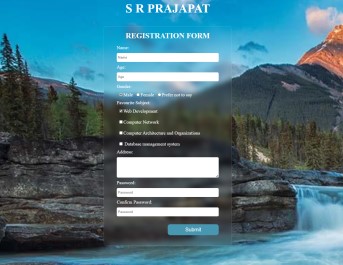 S R PRAJAPAT
REGISTRATION FORM
Name:
Name
Age:
Age
Male Female Prefer not to say
Favourite Subject:
Web Development
Computer Network
Computer Architecture and Organizations
Database management system
Address:
Password:
Password
Confirm Password:
Password
Submit